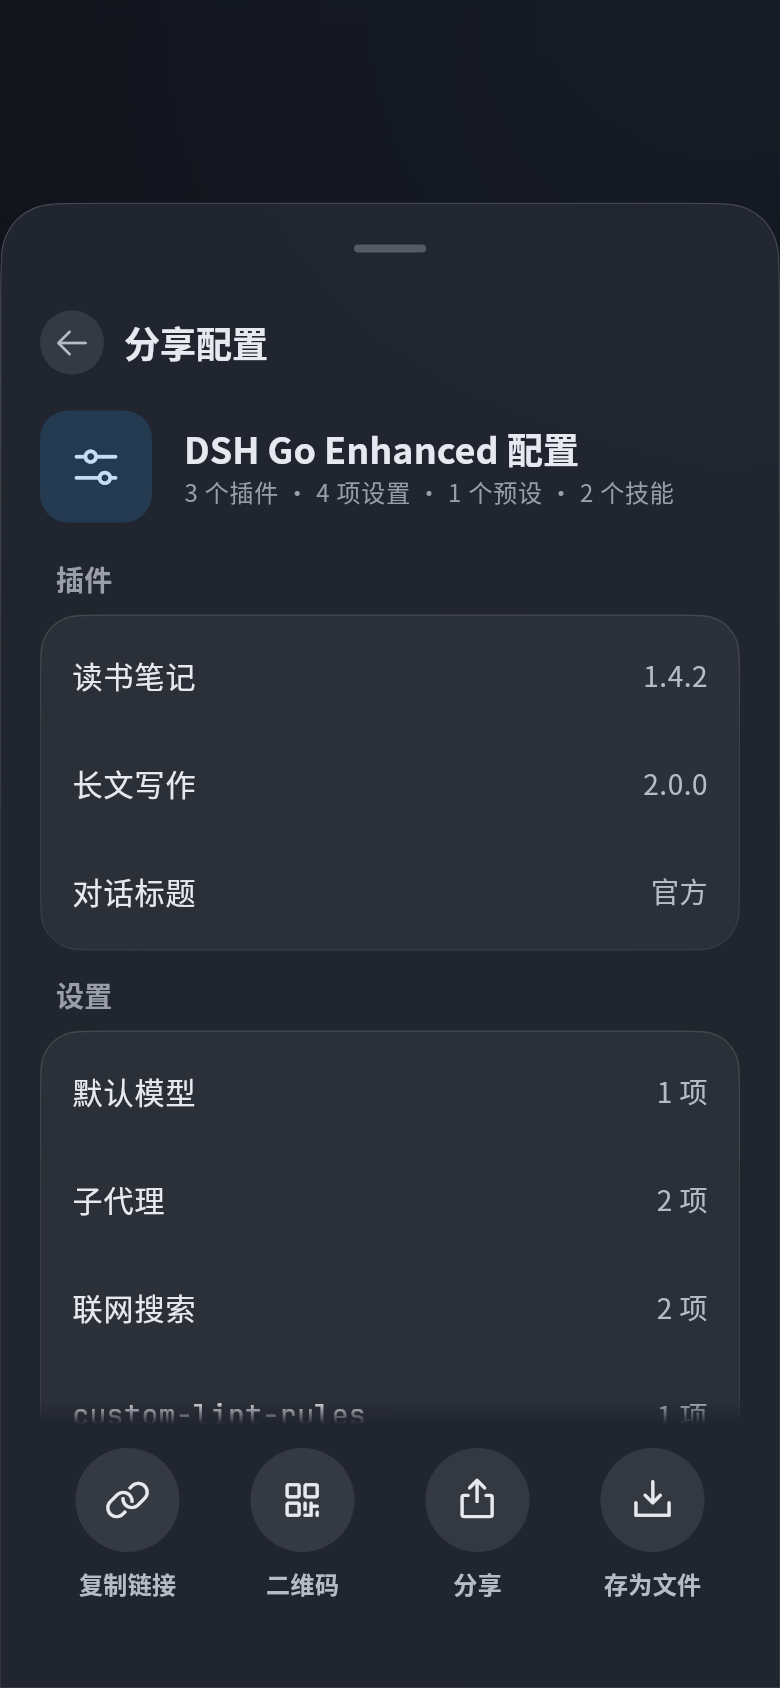 分享配置
DSH Go Enhanced 配置
3 个插件 • 4 项设置 • 1 个预设 • 2 个技能
插件
读书笔记 1.4.2
长文写作 2.0.0
对话标题 官方
设置
默认模型 1 项
子代理 2 项
联网搜索 2 项
custom-lint-rules 1 项
复制链接 二维码 分享 存为文件